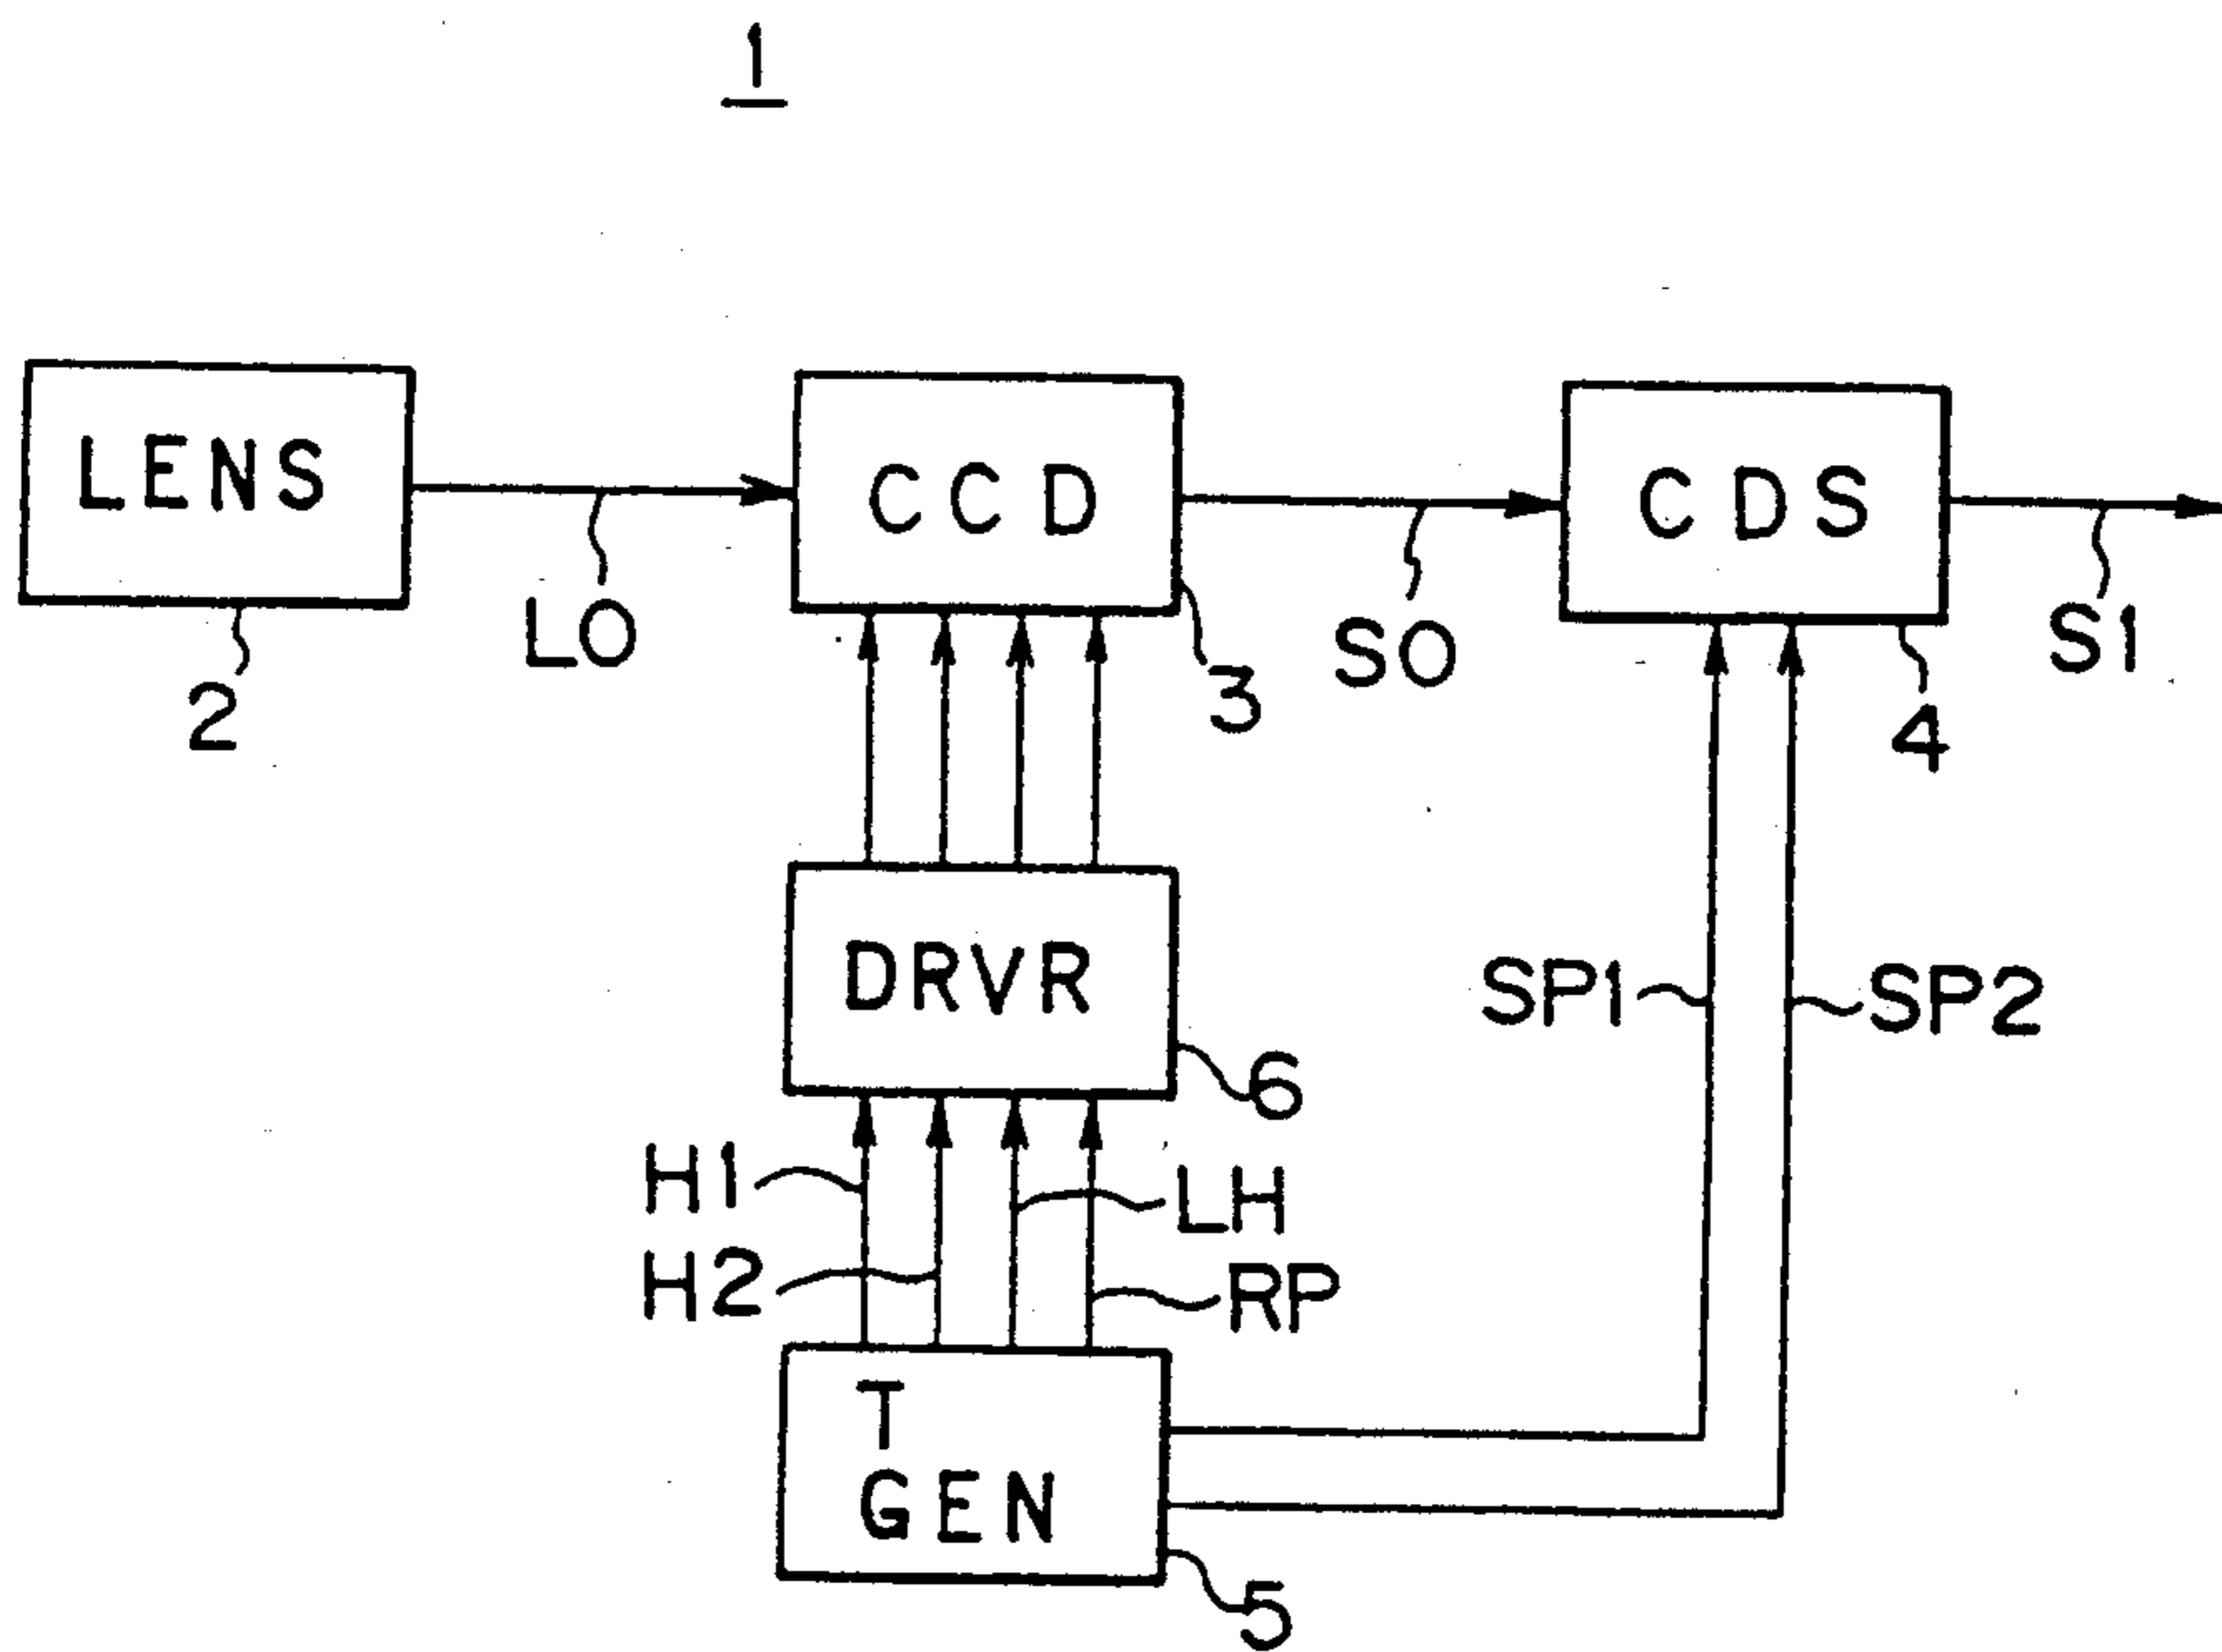 1
LENS
CCD
CDS
LO
SO
S1
2
3
4
DRVR
SP1
SP2
6
H1
LH
H2
RP
T
GEN
5